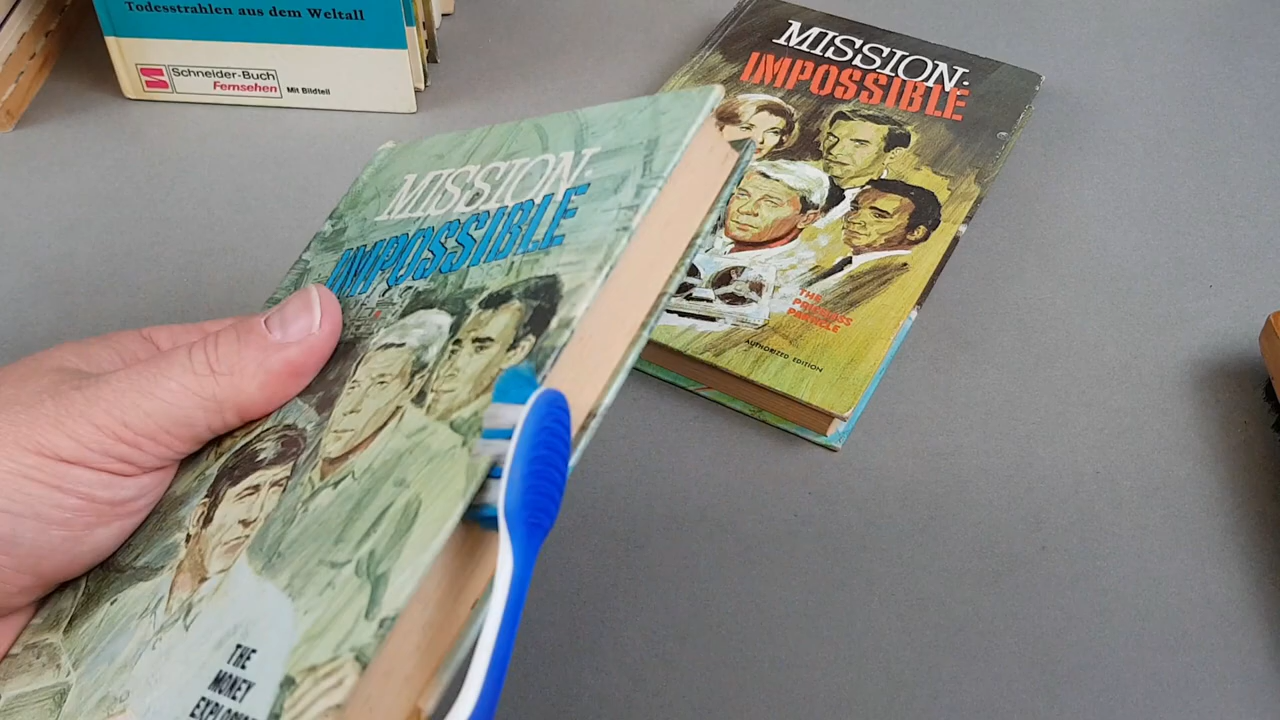 Todesstrahlen aus dem Weltall
Schneider-Buch
Fernsehen
Mit Bildteil
MISSION:
IMPOSSIBLE
THE
PRICELESS
PARTICLE
AUTHORIZED EDITION
MISSION:
IMPOSSIBLE
THE
MONEY